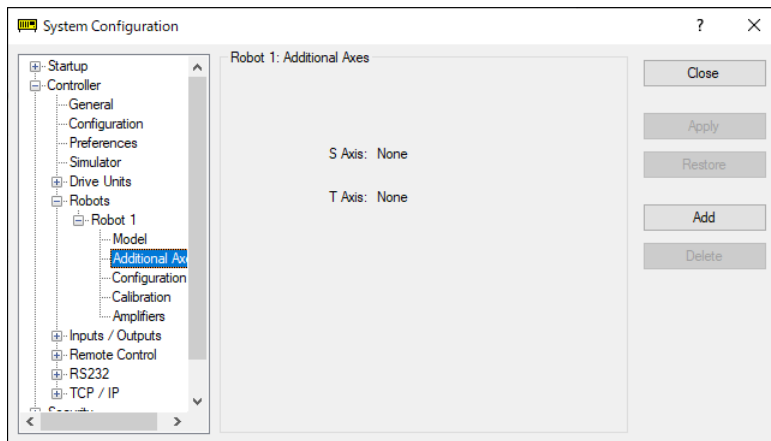 System Configuration
?
Startup
Controller
General
Configuration
Preferences
Simulator
Drive Units
Robots
Robot 1
Model
Additional Axe
Configuration
Calibration
Amplifiers
Inputs / Outputs
Remote Control
RS232
TCP / IP
Security
Robot 1: Additional Axes
S Axis: None
T Axis: None
Close
Apply
Restore
Add
Delete